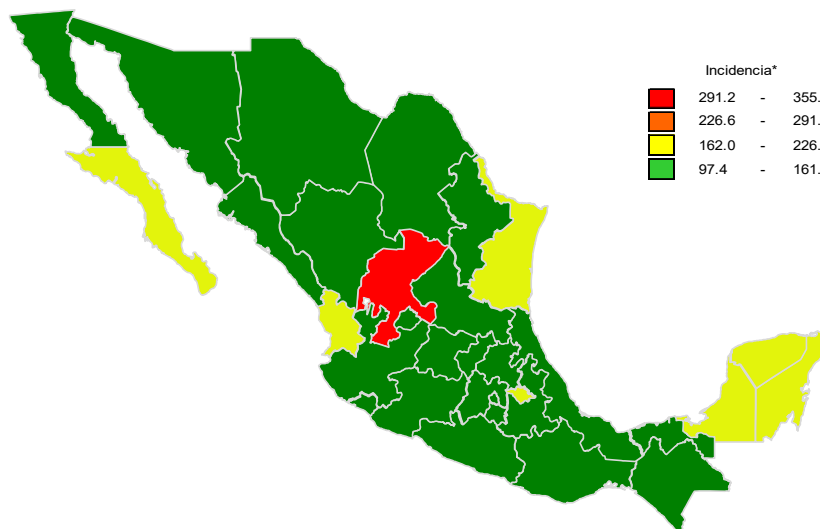 Incidencia*
291.2 - 355.
226.6 - 291.
162.0 - 226.
97.4 - 161.